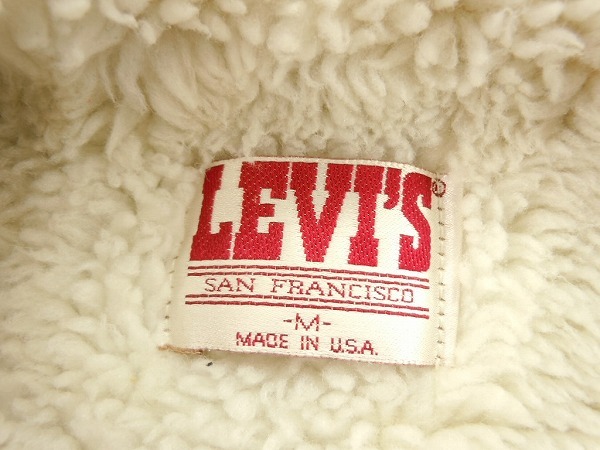 LEVI'S®
SAN FRANCISCO
-M-
MADE IN U.S.A.